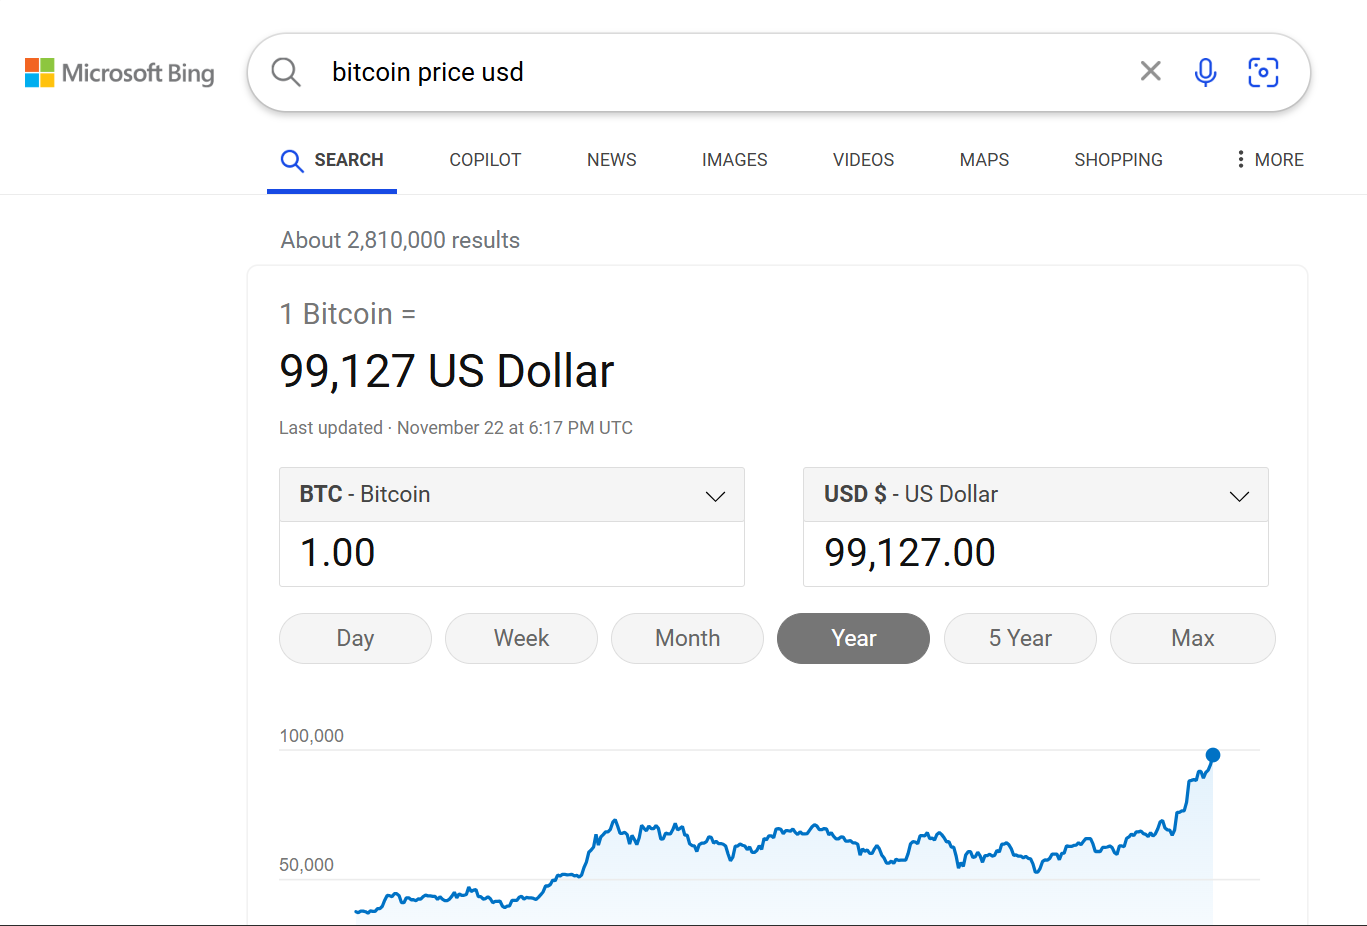 Microsoft Bing
bitcoin price usd
SEARCH COPILOT NEWS IMAGES VIDEOS MAPS SHOPPING MORE
About 2,810,000 results
1 Bitcoin =
99,127 US Dollar
Last updated · November 22 at 6:17 PM UTC
BTC - Bitcoin USD $ - US Dollar
1.00 99,127.00
Day Week Month Year 5 Year Max
100,000
50,000